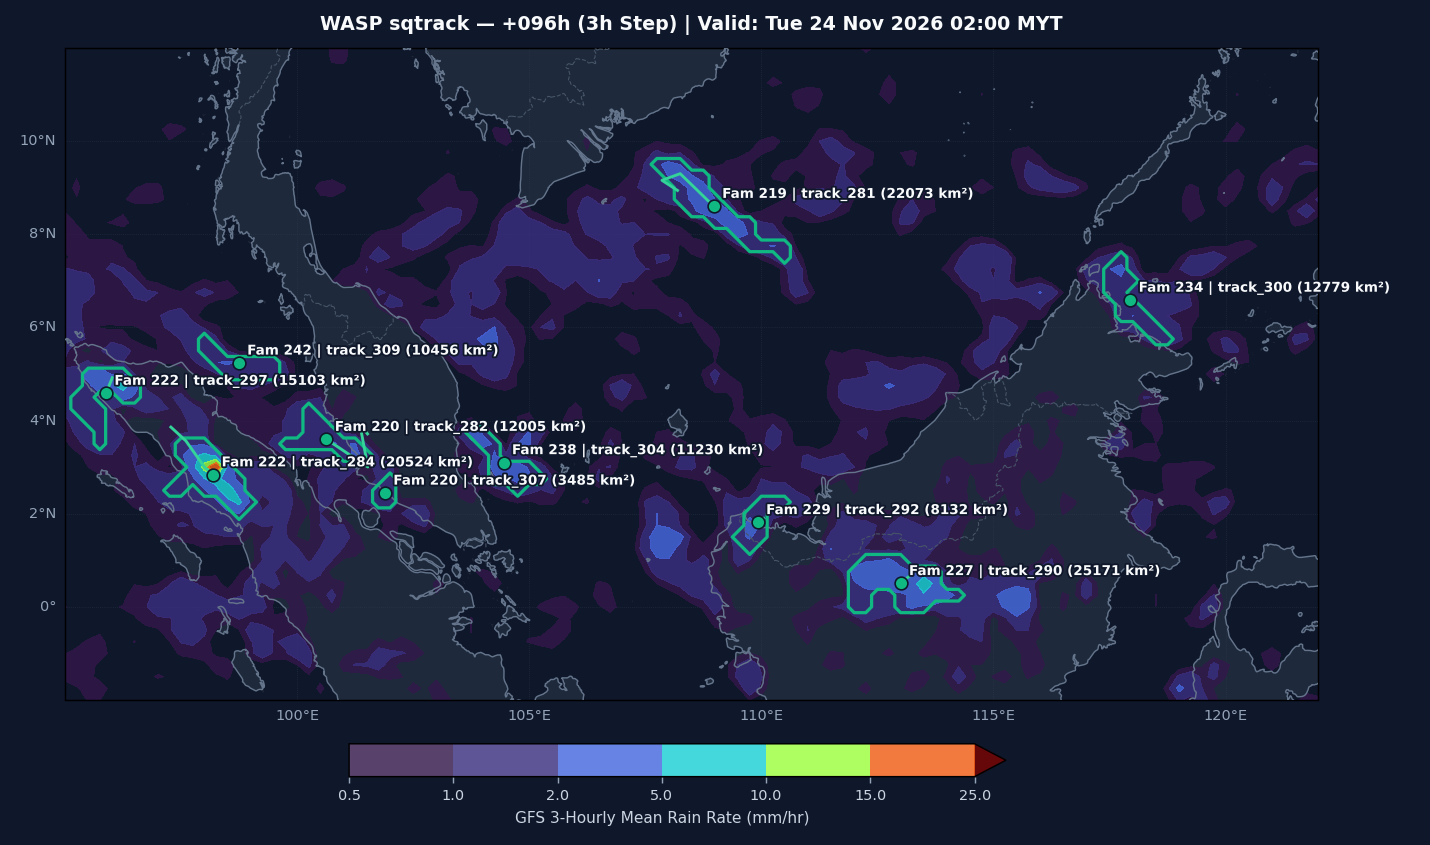 WASP sqtrack — +096h (3h Step) | Valid: Tue 24 Nov 2026 02:00 MYT
10°N
8°N
6°N
4°N
2°N
0°
Fam 219 | track_281 (22073 km²)
Fam 234 | track_300 (12779 km²)
Fam 242 | track_309 (10456 km²)
Fam 222 | track_297 (15103 km²)
Fam 220 | track_282 (12005 km²)
Fam 238 | track_304 (11230 km²)
Fam 222 | track_284 (20524 km²)
Fam 220 | track_307 (3485 km²)
Fam 229 | track_292 (8132 km²)
Fam 227 | track_290 (25171 km²)
100°E 105°E 110°E 115°E 120°E
0.5 1.0 2.0 5.0 10.0 15.0 25.0
GFS 3-Hourly Mean Rain Rate (mm/hr)